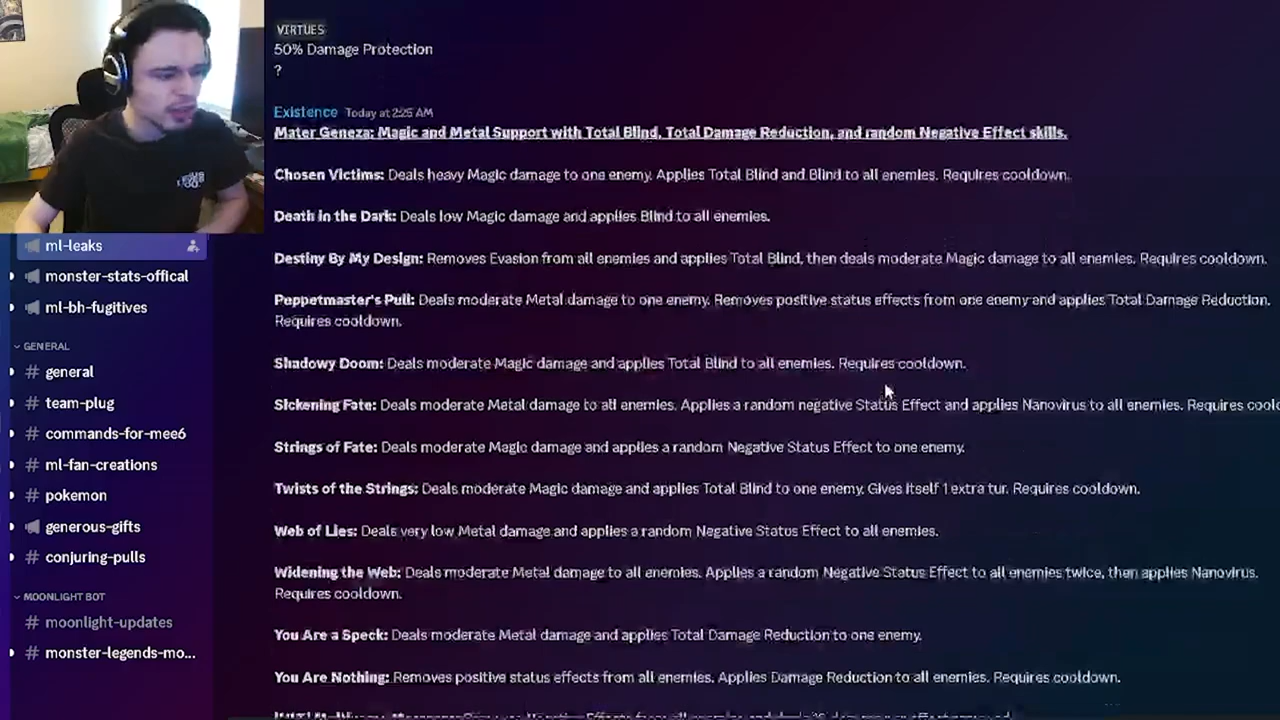 VIRTUES
50% Damage Protection
?
Existence Today at 2:25 AM
Mater Geneza: Magic and Metal Support with Total Blind, Total Damage Reduction, and random Negative Effect skills.
Chosen Victims: Deals heavy Magic damage to one enemy. Applies Total Blind and Blind to all enemies. Requires cooldown.
Death in the Dark: Deals low Magic damage and applies Blind to all enemies.
Destiny By My Design: Removes Evasion from all enemies and applies Total Blind, then deals moderate Magic damage to all enemies. Requires cooldown.
Puppetmaster's Pull: Deals moderate Metal damage to one enemy. Removes positive status effects from one enemy and applies Total Damage Reduction.
Requires cooldown.
Shadowy Doom: Deals moderate Magic damage and applies Total Blind to all enemies. Requires cooldown.
Sickening Fate: Deals moderate Metal damage to all enemies. Applies a random negative Status Effect and applies Nanovirus to all enemies. Requires cool
Strings of Fate: Deals moderate Magic damage and applies a random Negative Status Effect to one enemy.
Twists of the Strings: Deals moderate Magic damage and applies Total Blind to one enemy. Gives itself 1 extra tur. Requires cooldown.
Web of Lies: Deals very low Metal damage and applies a random Negative Status Effect to all enemies.
Widening the Web: Deals moderate Metal damage to all enemies. Applies a random Negative Status Effect to all enemies twice, then applies Nanovirus.
Requires cooldown.
You Are a Speck: Deals moderate Metal damage and applies Total Damage Reduction to one enemy.
You Are Nothing: Removes positive status effects from all enemies. Applies Damage Reduction to all enemies. Requires cooldown.
ml-leaks
monster-stats-offical
ml-bh-fugitives
GENERAL
general
team-plug
commands-for-mee6
ml-fan-creations
pokemon
generous-gifts
conjuring-pulls
MOONLIGHT BOT
moonlight-updates
monster-legends-mo...